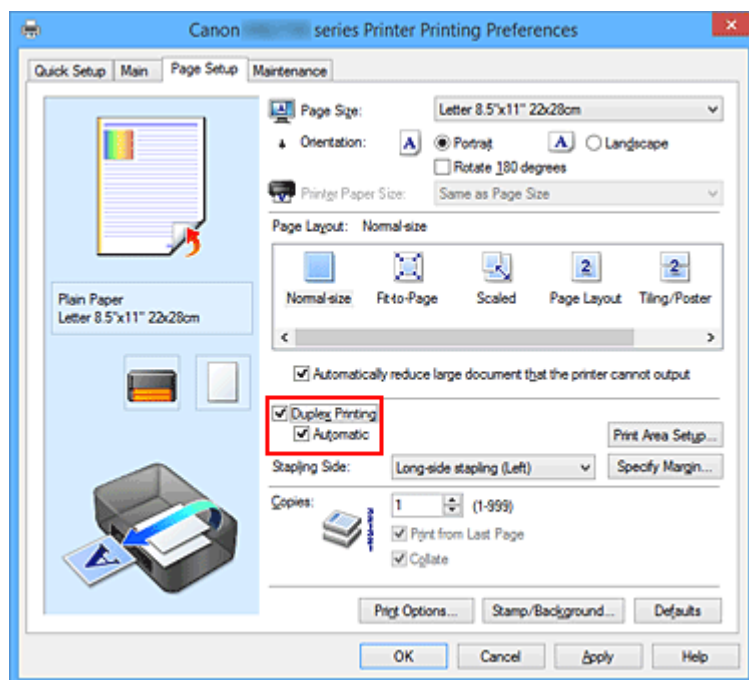 Canon series Printer Printing Preferences
Quick Setup Main Page Setup Maintenance
Page Size: Letter 8.5"x11" 22x28cm
Orientation: A Portrait A Landscape
Rotate 180 degrees
Printer Paper Size: Same as Page Size
Page Layout: Normal-size
2 2
Normal-size Fit-to-Page Scaled Page Layout Tiling/Poster
Plain Paper
Letter 8.5"x11" 22x28cm
Automatically reduce large document that the printer cannot output
Duplex Printing
Automatic
Print Area Setup...
Stapling Side: Long-side stapling (Left) Specify Margin...
Copies: 1 (1-999)
Print from Last Page
Collate
A
Print Options... Stamp/Background... Defaults
OK Cancel Apply Help